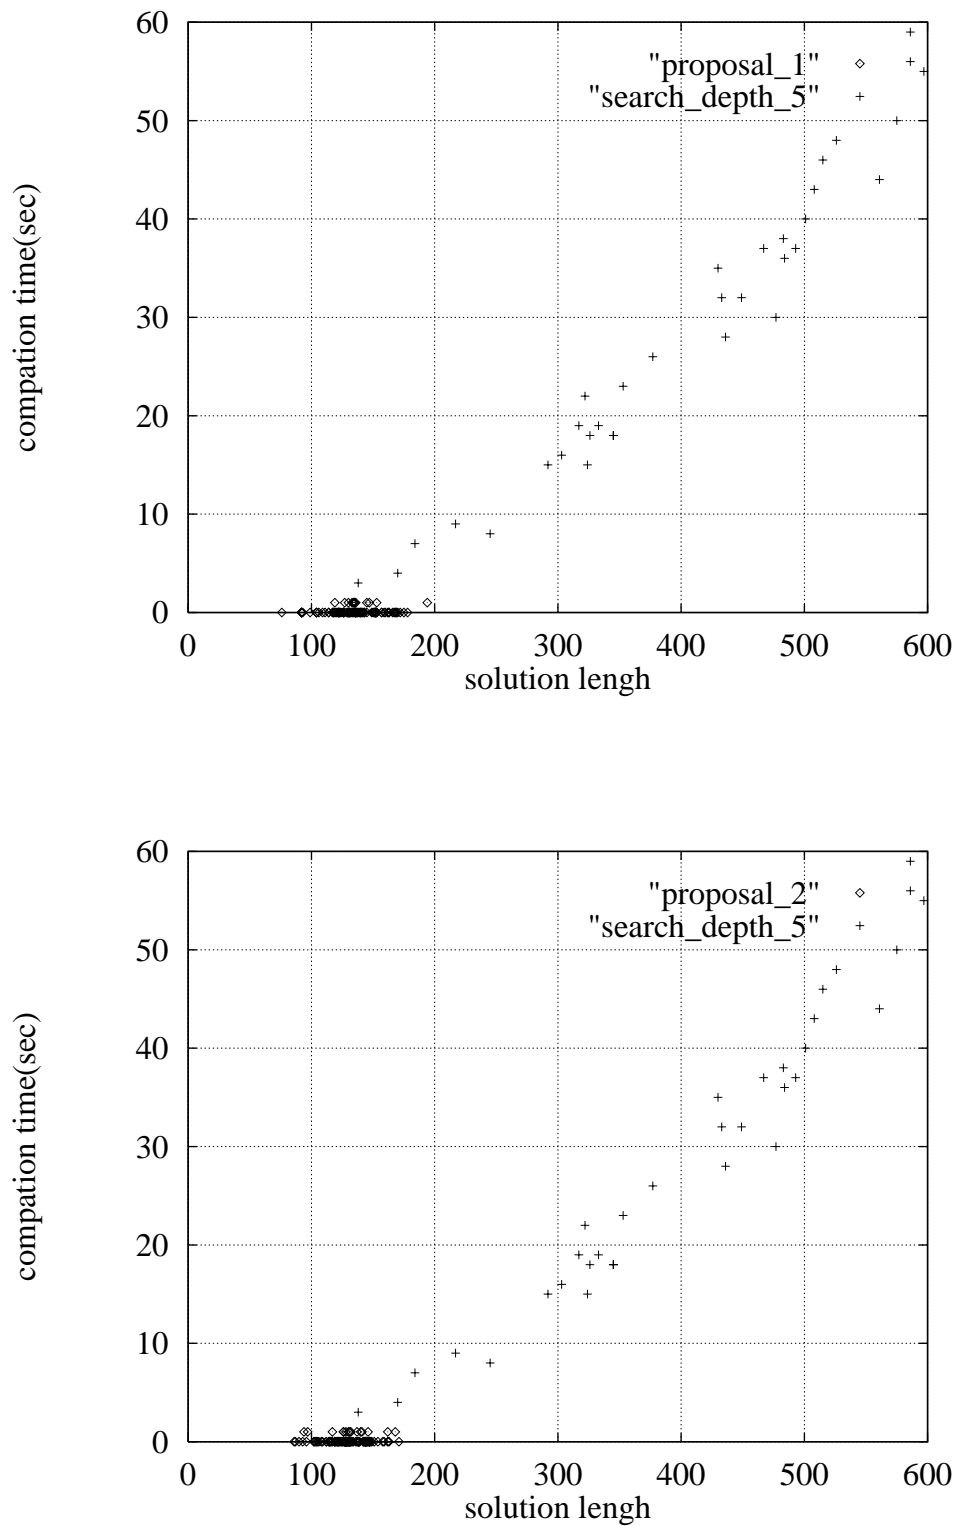 60
50
40
30
20
10
0
0 100 200 300 400 500 600
compation time(sec)
solution lengh
"proposal_1"
"search_depth_5"
60
50
40
30
20
10
0
0 100 200 300 400 500 600
compation time(sec)
solution lengh
"proposal_2"
"search_depth_5"